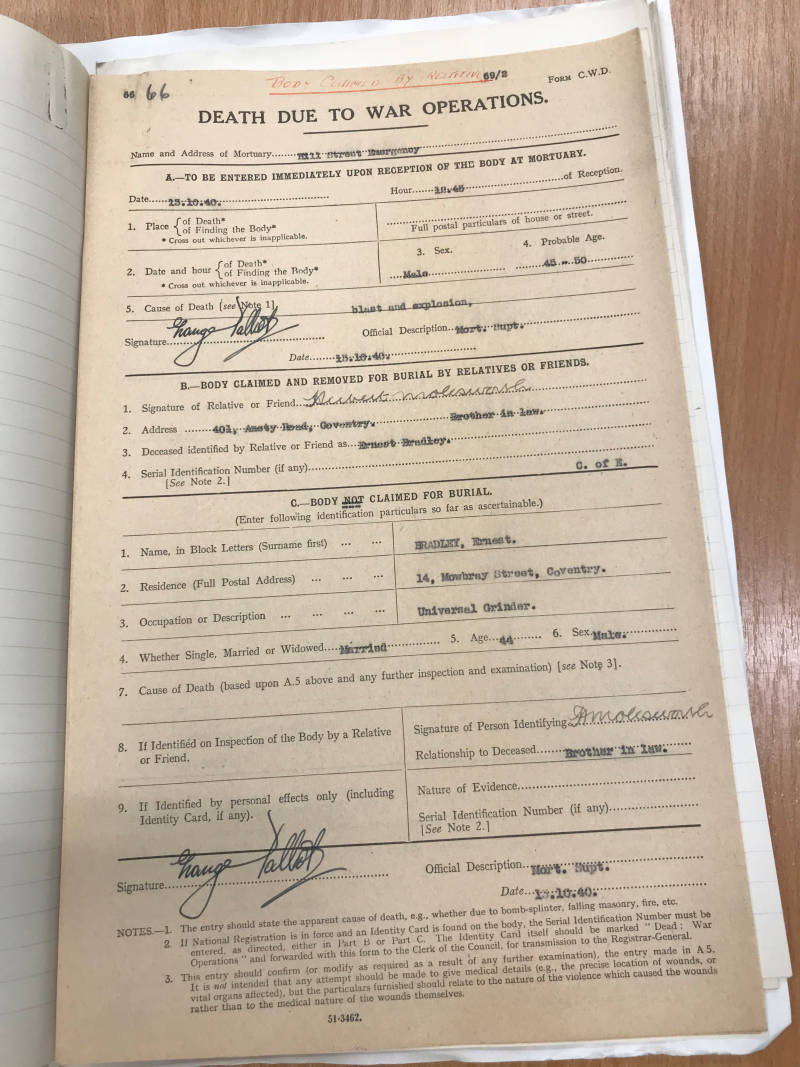 BODY CLAIMED BY RELATIVE 69/2 FORM C.W.D.
66 66
DEATH DUE TO WAR OPERATIONS.
Name and Address of Mortuary Hill Street Emergency
A.—TO BE ENTERED IMMEDIATELY UPON RECEPTION OF THE BODY AT MORTUARY.
Date 15.10.40. Hour 12.45 of Reception.
1. Place { of Death*
of Finding the Body*
* Cross out whichever is inapplicable.
Full postal particulars of house or street.
2. Date and hour { of Death*
of Finding the Body*
* Cross out whichever is inapplicable.
3. Sex. 4. Probable Age.
Male 45 - 50
5. Cause of Death [see Note 1] blast and explosion,
Signature Official Description Mort. Supt.
Date 15.10.40.
B.—BODY CLAIMED AND REMOVED FOR BURIAL BY RELATIVES OR FRIENDS.
1. Signature of Relative or Friend Molesworth
2. Address 401, Ansty Road, Coventry. Brother in law.
3. Deceased identified by Relative or Friend as Ernest Bradley.
4. Serial Identification Number (if any)
[See Note 2.] C. of E.
C.—BODY NOT CLAIMED FOR BURIAL.
(Enter following identification particulars so far as ascertainable.)
1. Name, in Block Letters (Surname first) ... ... BRADLEY, Ernest.
2. Residence (Full Postal Address) ... ... ... 14, Mowbray Street, Coventry.
3. Occupation or Description ... ... ... ... Universal Grinder.
4. Whether Single, Married or Widowed Married 5. Age 44 6. Sex Male.
7. Cause of Death (based upon A.5 above and any further inspection and examination) [see Note 3].
8. If Identified on Inspection of the Body by a Relative
or Friend.
Signature of Person Identifying Molesworth
Relationship to Deceased Brother in law.
9. If Identified by personal effects only (including
Identity Card, if any).
Nature of Evidence
Serial Identification Number (if any)
[See Note 2.]
Signature Official Description Mort. Supt.
Date .10.40.
NOTES.—1. The entry should state the apparent cause of death, e.g., whether due to bomb-splinter, falling masonry, fire, etc.
2. If National Registration is in force and an Identity Card is found on the body, the Serial Identification Number must be
entered, as directed, either in Part B or Part C. The Identity Card itself should be marked " Dead : War
Operations " and forwarded with this form to the Clerk of the Council, for transmission to the Registrar-General.
3. This entry should confirm (or modify as required as a result of any further examination), the entry made in A 5.
It is not intended that any attempt should be made to give medical details (e.g., the precise location of wounds, or
vital organs affected), but the particulars furnished should relate to the nature of the violence which caused the wounds
rather than to the medical nature of the wounds themselves.
51-3462.